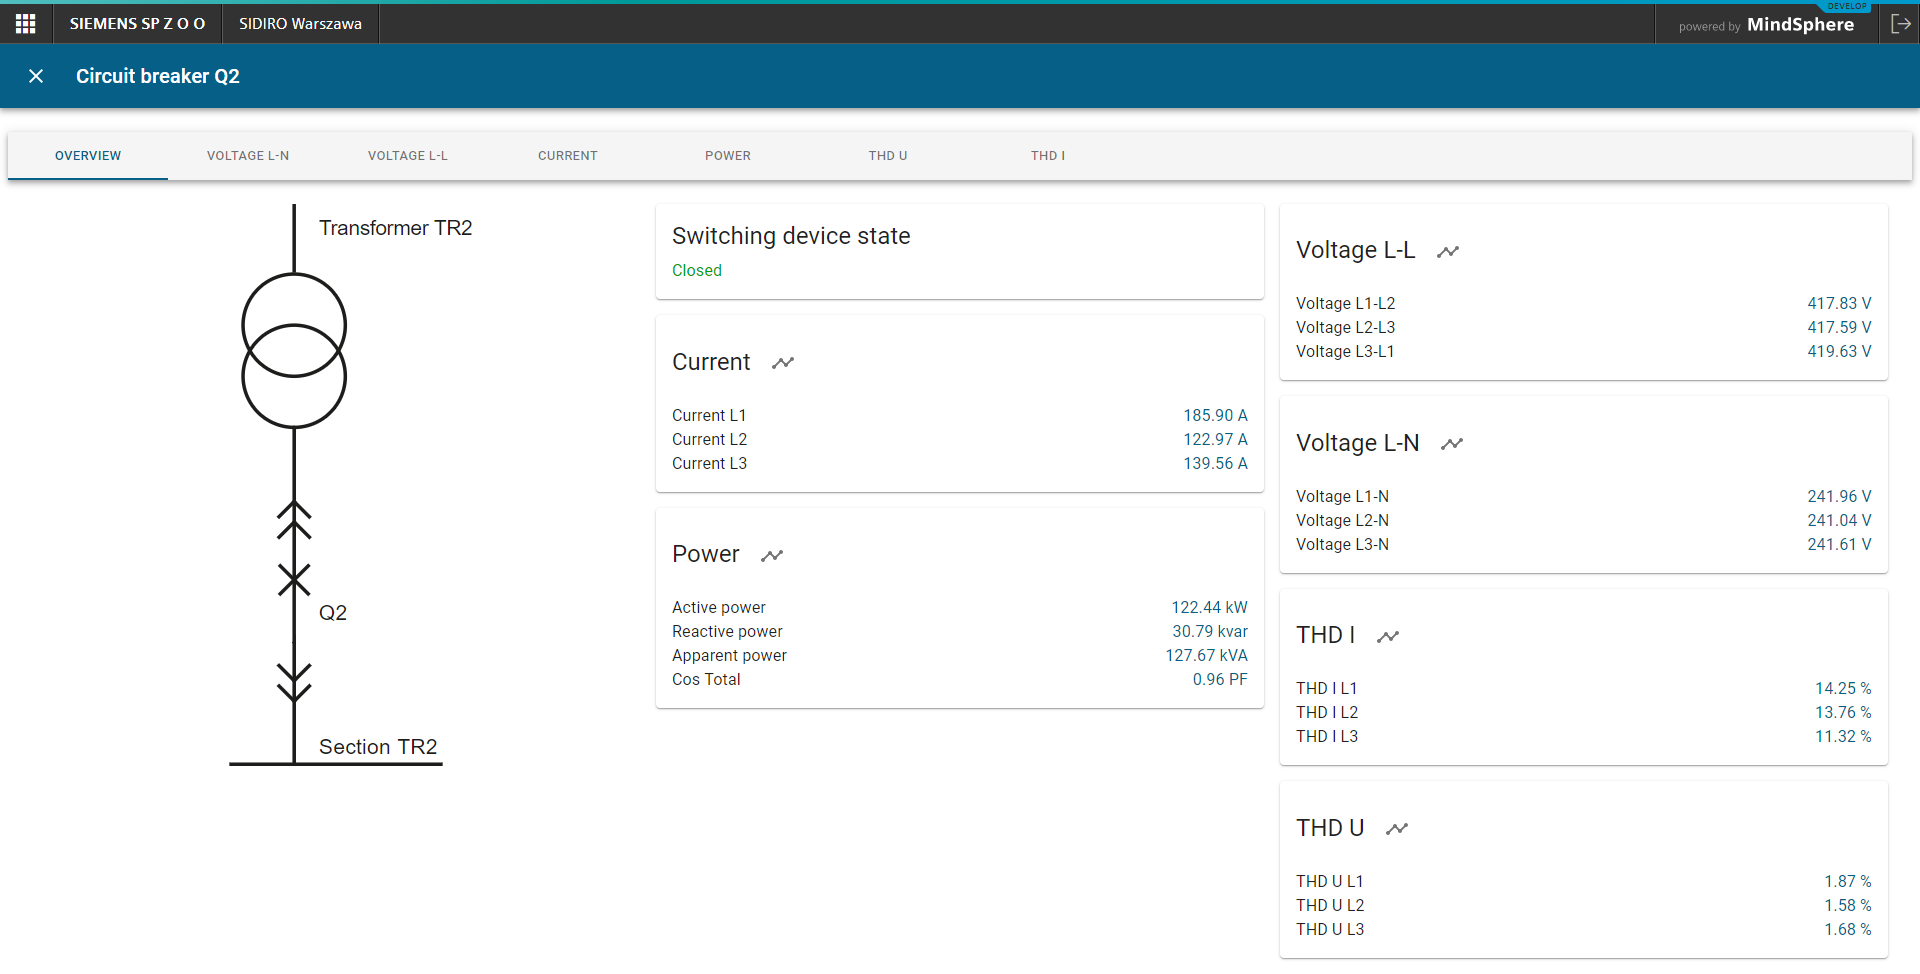 DEVELOP
SIEMENS SP Z O O
SIDIRO Warszawa
powered by MindSphere
Circuit breaker Q2
OVERVIEW
VOLTAGE L-N
VOLTAGE L-L
CURRENT
POWER
THD U
THD I
Transformer TR2
Q2
Section TR2
Switching device state
Closed
Current
Current L1 185.90 A
Current L2 122.97 A
Current L3 139.56 A
Power
Active power 122.44 kW
Reactive power 30.79 kvar
Apparent power 127.67 kVA
Cos Total 0.96 PF
Voltage L-L
Voltage L1-L2 417.83 V
Voltage L2-L3 417.59 V
Voltage L3-L1 419.63 V
Voltage L-N
Voltage L1-N 241.96 V
Voltage L2-N 241.04 V
Voltage L3-N 241.61 V
THD I
THD I L1 14.25 %
THD I L2 13.76 %
THD I L3 11.32 %
THD U
THD U L1 1.87 %
THD U L2 1.58 %
THD U L3 1.68 %